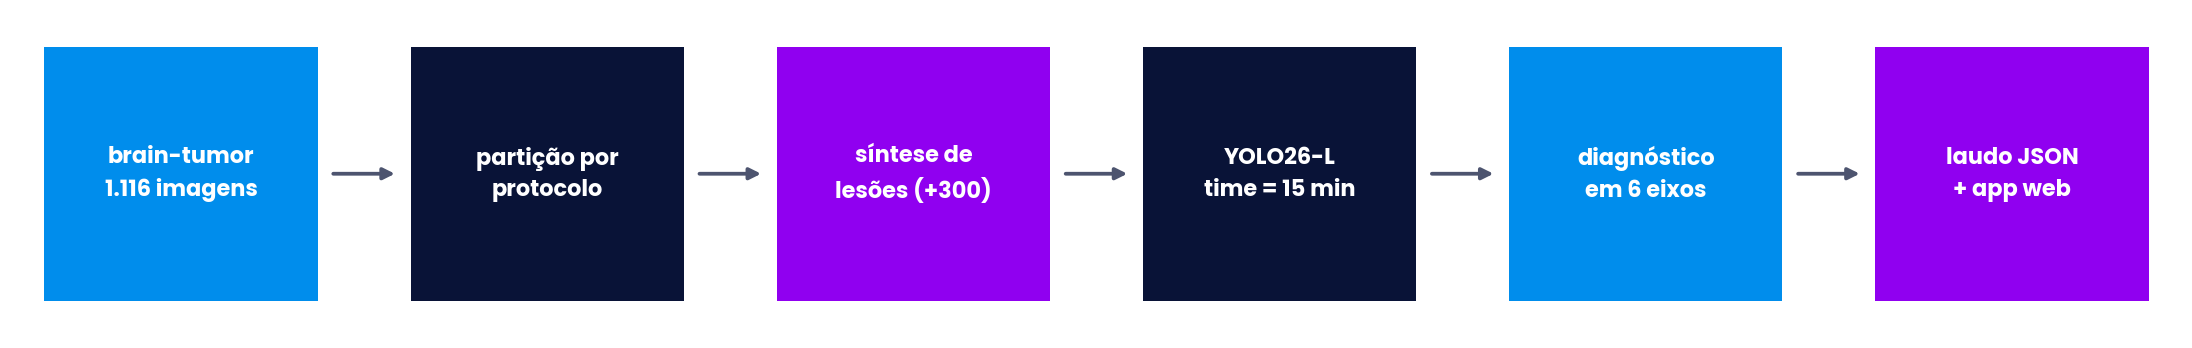 brain-tumor
1.116 imagens
partição por
protocolo
síntese de
lesões (+300)
YOLO26-L
time = 15 min
diagnóstico
em 6 eixos
laudo JSON
+ app web